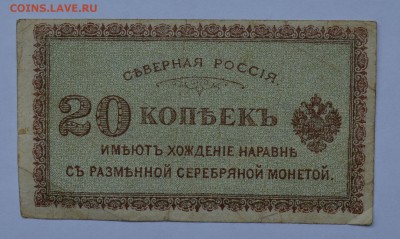 COINS.LAVE.RU
СѢВЕРНАЯ РОССІЯ.
20 КОПѢЕКЪ
ИМѢЮТЪ ХОЖДЕНІЕ НАРАВНѢ
СЪ РАЗМѢННОЙ СЕРЕБРЯНОЙ МОНЕТОЙ.